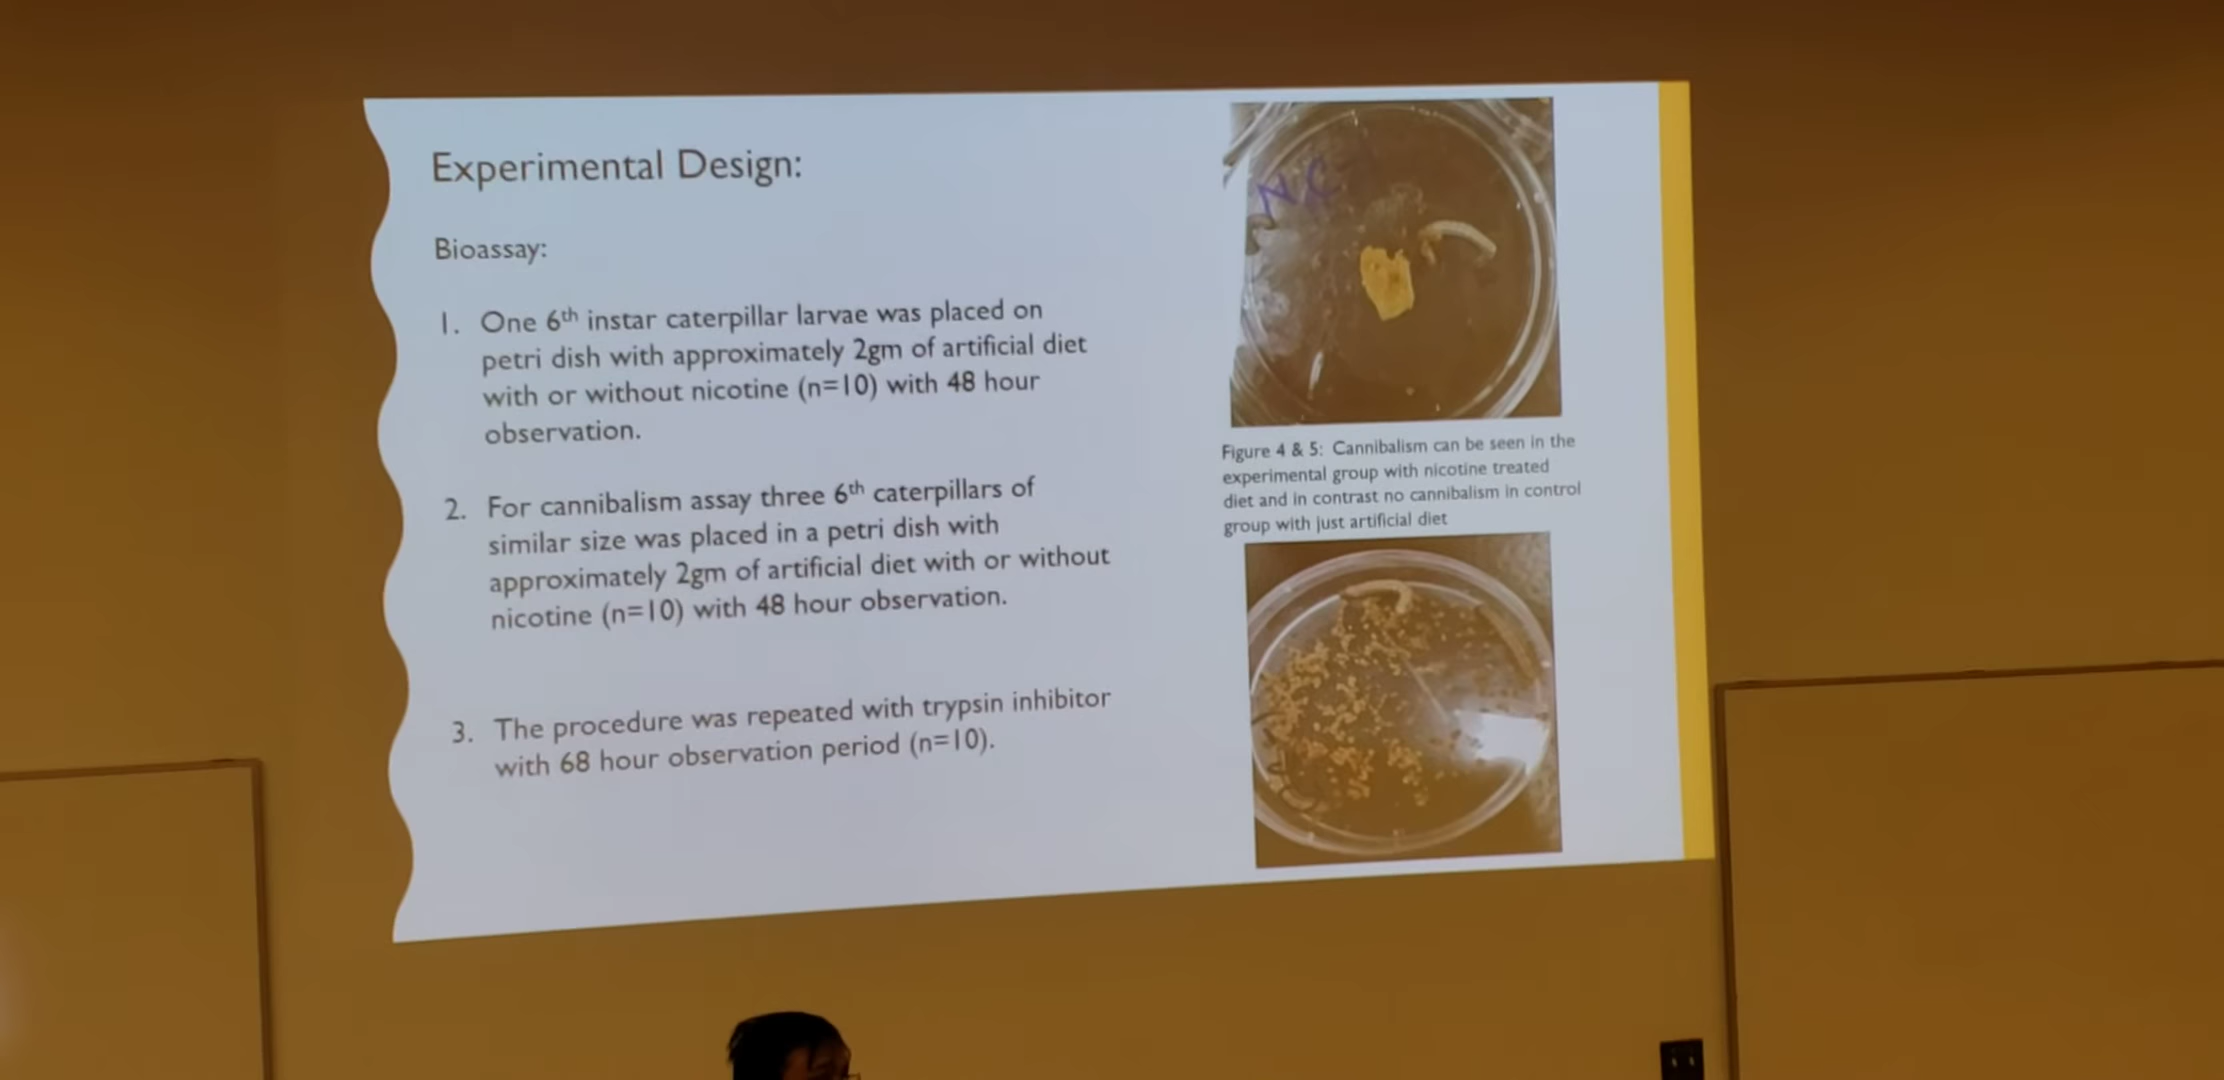 Experimental Design:
Bioassay:
1. One 6th instar caterpillar larvae was placed on
petri dish with approximately 2gm of artificial diet
with or without nicotine (n=10) with 48 hour
observation.
2. For cannibalism assay three 6th caterpillars of
similar size was placed in a petri dish with
approximately 2gm of artificial diet with or without
nicotine (n=10) with 48 hour observation.
3. The procedure was repeated with trypsin inhibitor
with 68 hour observation period (n=10).
NC-1
Figure 4 & 5: Cannibalism can be seen in the
experimental group with nicotine treated
diet and in contrast no cannibalism in control
group with just artificial diet